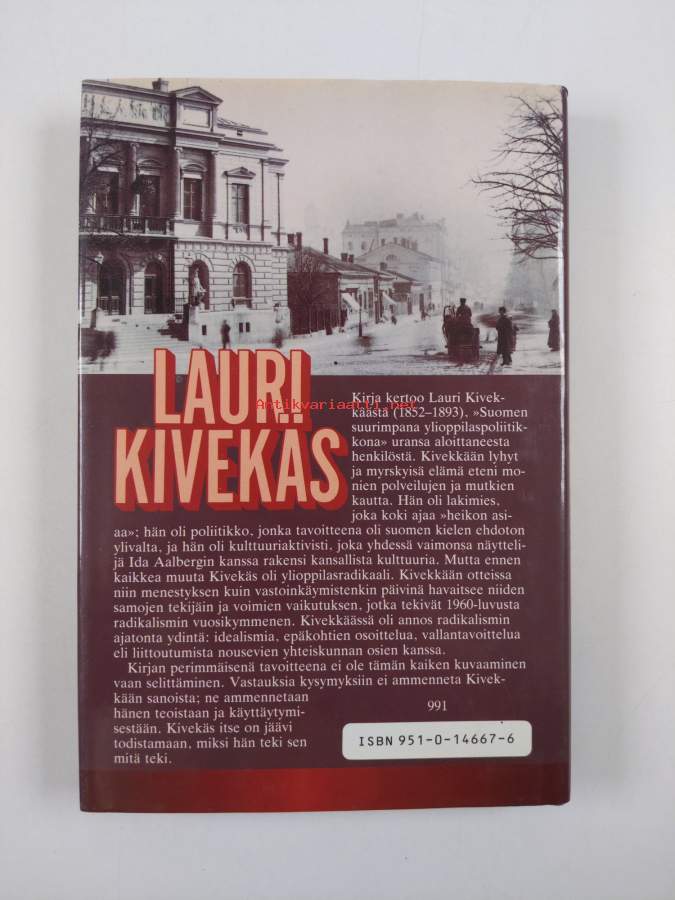 LAURI
KIVEKÄS
Antikvariaatti.net
Kirja kertoo Lauri Kivek-
käästä (1852–1893), »Suomen
suurimpana ylioppilaspoliitik-
kona» uransa aloittaneesta
henkilöstä. Kivekkään lyhyt
ja myrskyisä elämä eteni mo-
nien polveilujen ja mutkien
kautta. Hän oli lakimies,
joka koki ajaa »heikon asi-
aa»; hän oli poliitikko, jonka tavoitteena oli suomen kielen ehdoton
ylivalta, ja hän oli kulttuuriaktivisti, joka yhdessä vaimonsa näytteli-
jä Ida Aalbergin kanssa rakensi kansallista kulttuuria. Mutta ennen
kaikkea muuta Kivekäs oli ylioppilasradikaali. Kivekkään otteissa
niin menestyksen kuin vastoinkäymistenkin päivinä havaitsee niiden
samojen tekijäin ja voimien vaikutuksen, jotka tekivät 1960-luvusta
radikalismin vuosikymmenen. Kivekkäässä oli annos radikalismin
ajatonta ydintä: idealismia, epäkohtien osoittelua, vallantavoittelua
eli liittoutumista nousevien yhteiskunnan osien kanssa.
Kirjan perimmäisenä tavoitteena ei ole tämän kaiken kuvaaminen
vaan selittäminen. Vastauksia kysymyksiin ei ammenneta Kivek-
kään sanoista; ne ammennetaan
hänen teoistaan ja käyttäytymi-
sestään. Kivekäs itse on jäävi
todistamaan, miksi hän teki sen
mitä teki.
991
ISBN 951-0-14667-6